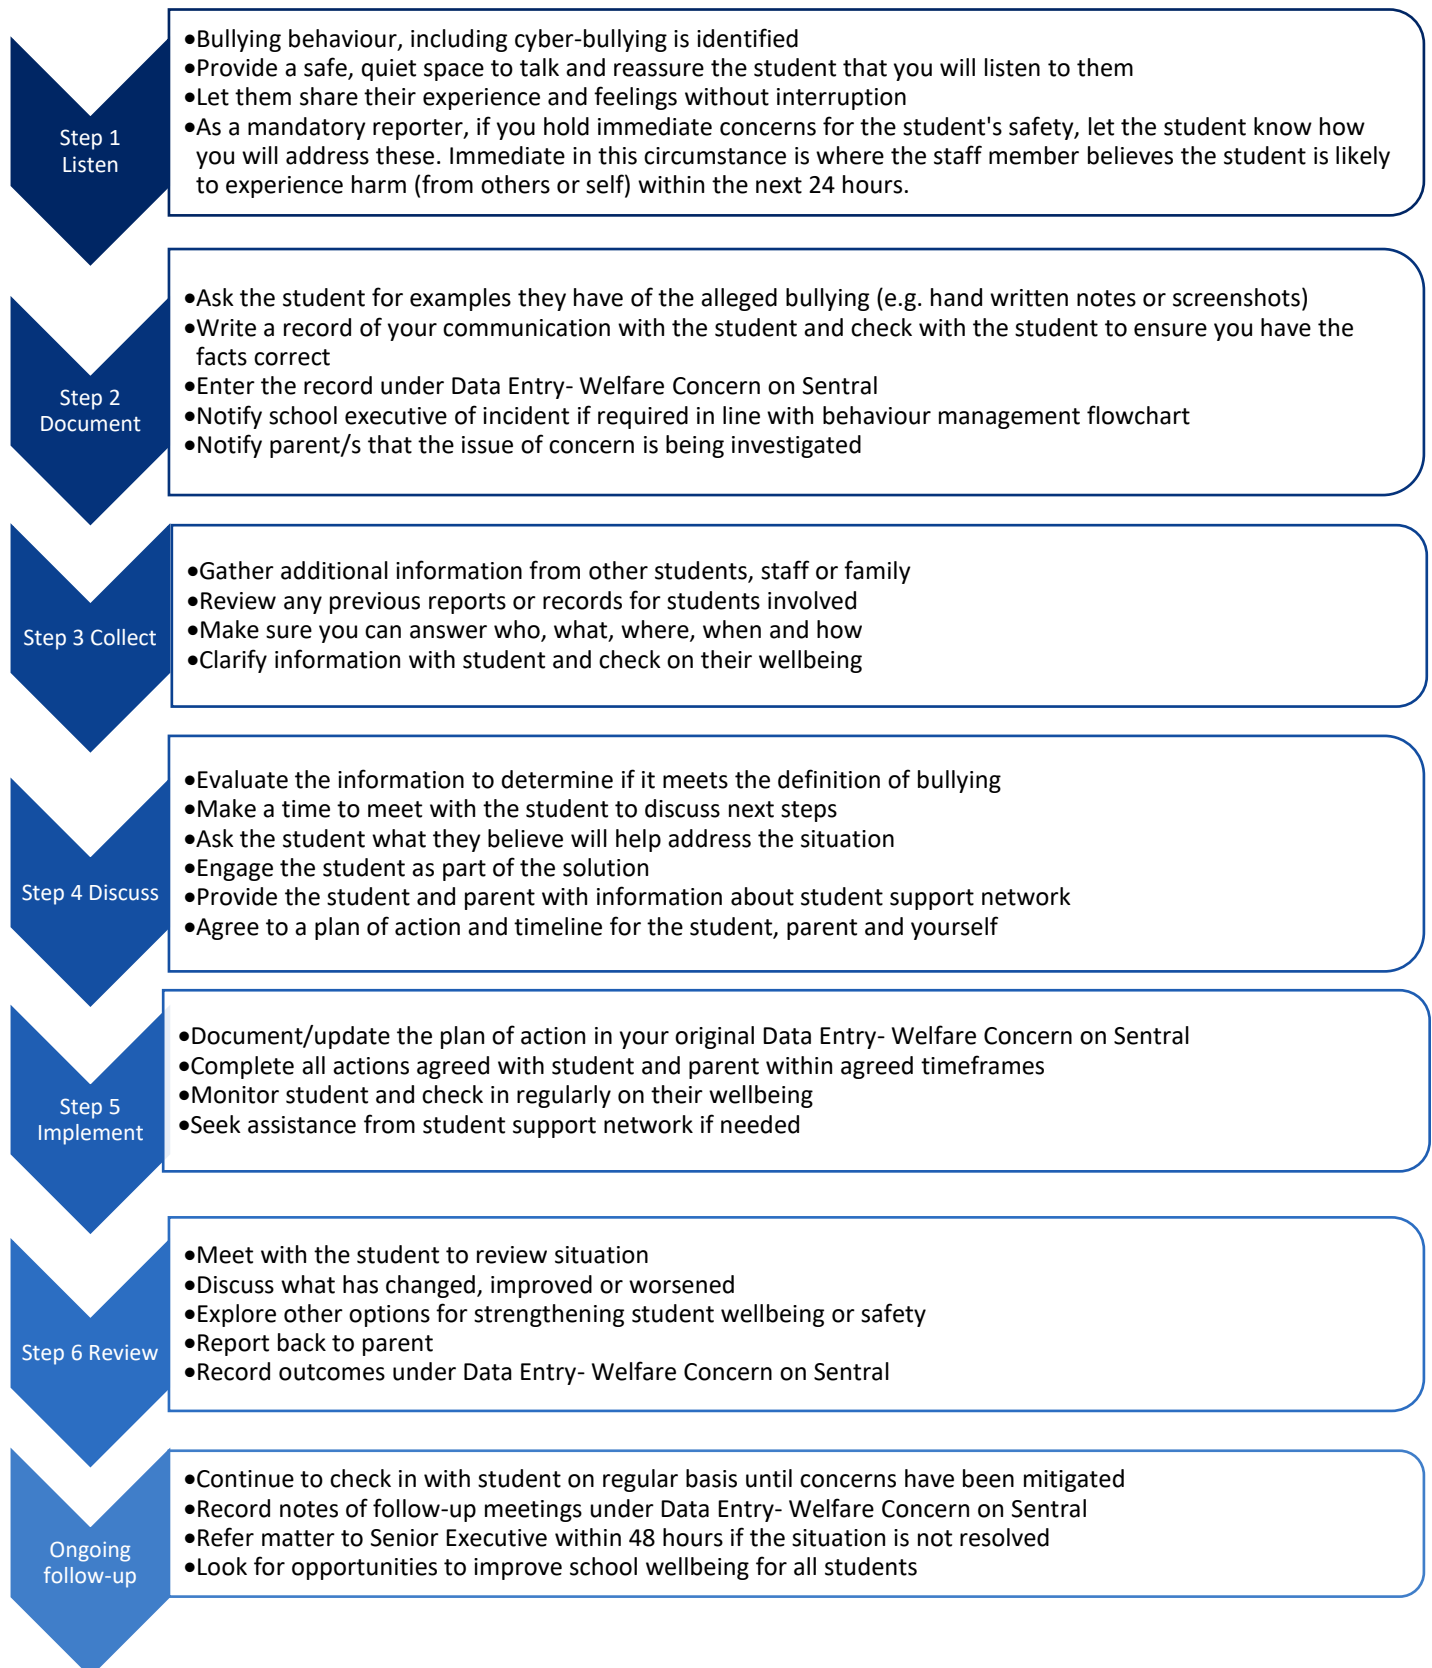 Step 1
Listen
•Bullying behaviour, including cyber-bullying is identified
•Provide a safe, quiet space to talk and reassure the student that you will listen to them
•Let them share their experience and feelings without interruption
•As a mandatory reporter, if you hold immediate concerns for the student's safety, let the student know how
you will address these. Immediate in this circumstance is where the staff member believes the student is likely
to experience harm (from others or self) within the next 24 hours.
Step 2
Document
•Ask the student for examples they have of the alleged bullying (e.g. hand written notes or screenshots)
•Write a record of your communication with the student and check with the student to ensure you have the
facts correct
•Enter the record under Data Entry- Welfare Concern on Sentral
•Notify school executive of incident if required in line with behaviour management flowchart
•Notify parent/s that the issue of concern is being investigated
Step 3 Collect
•Gather additional information from other students, staff or family
•Review any previous reports or records for students involved
•Make sure you can answer who, what, where, when and how
•Clarify information with student and check on their wellbeing
Step 4 Discuss
•Evaluate the information to determine if it meets the definition of bullying
•Make a time to meet with the student to discuss next steps
•Ask the student what they believe will help address the situation
•Engage the student as part of the solution
•Provide the student and parent with information about student support network
•Agree to a plan of action and timeline for the student, parent and yourself
Step 5
Implement
•Document/update the plan of action in your original Data Entry- Welfare Concern on Sentral
•Complete all actions agreed with student and parent within agreed timeframes
•Monitor student and check in regularly on their wellbeing
•Seek assistance from student support network if needed
Step 6 Review
•Meet with the student to review situation
•Discuss what has changed, improved or worsened
•Explore other options for strengthening student wellbeing or safety
•Report back to parent
•Record outcomes under Data Entry- Welfare Concern on Sentral
Ongoing
follow-up
•Continue to check in with student on regular basis until concerns have been mitigated
•Record notes of follow-up meetings under Data Entry- Welfare Concern on Sentral
•Refer matter to Senior Executive within 48 hours if the situation is not resolved
•Look for opportunities to improve school wellbeing for all students